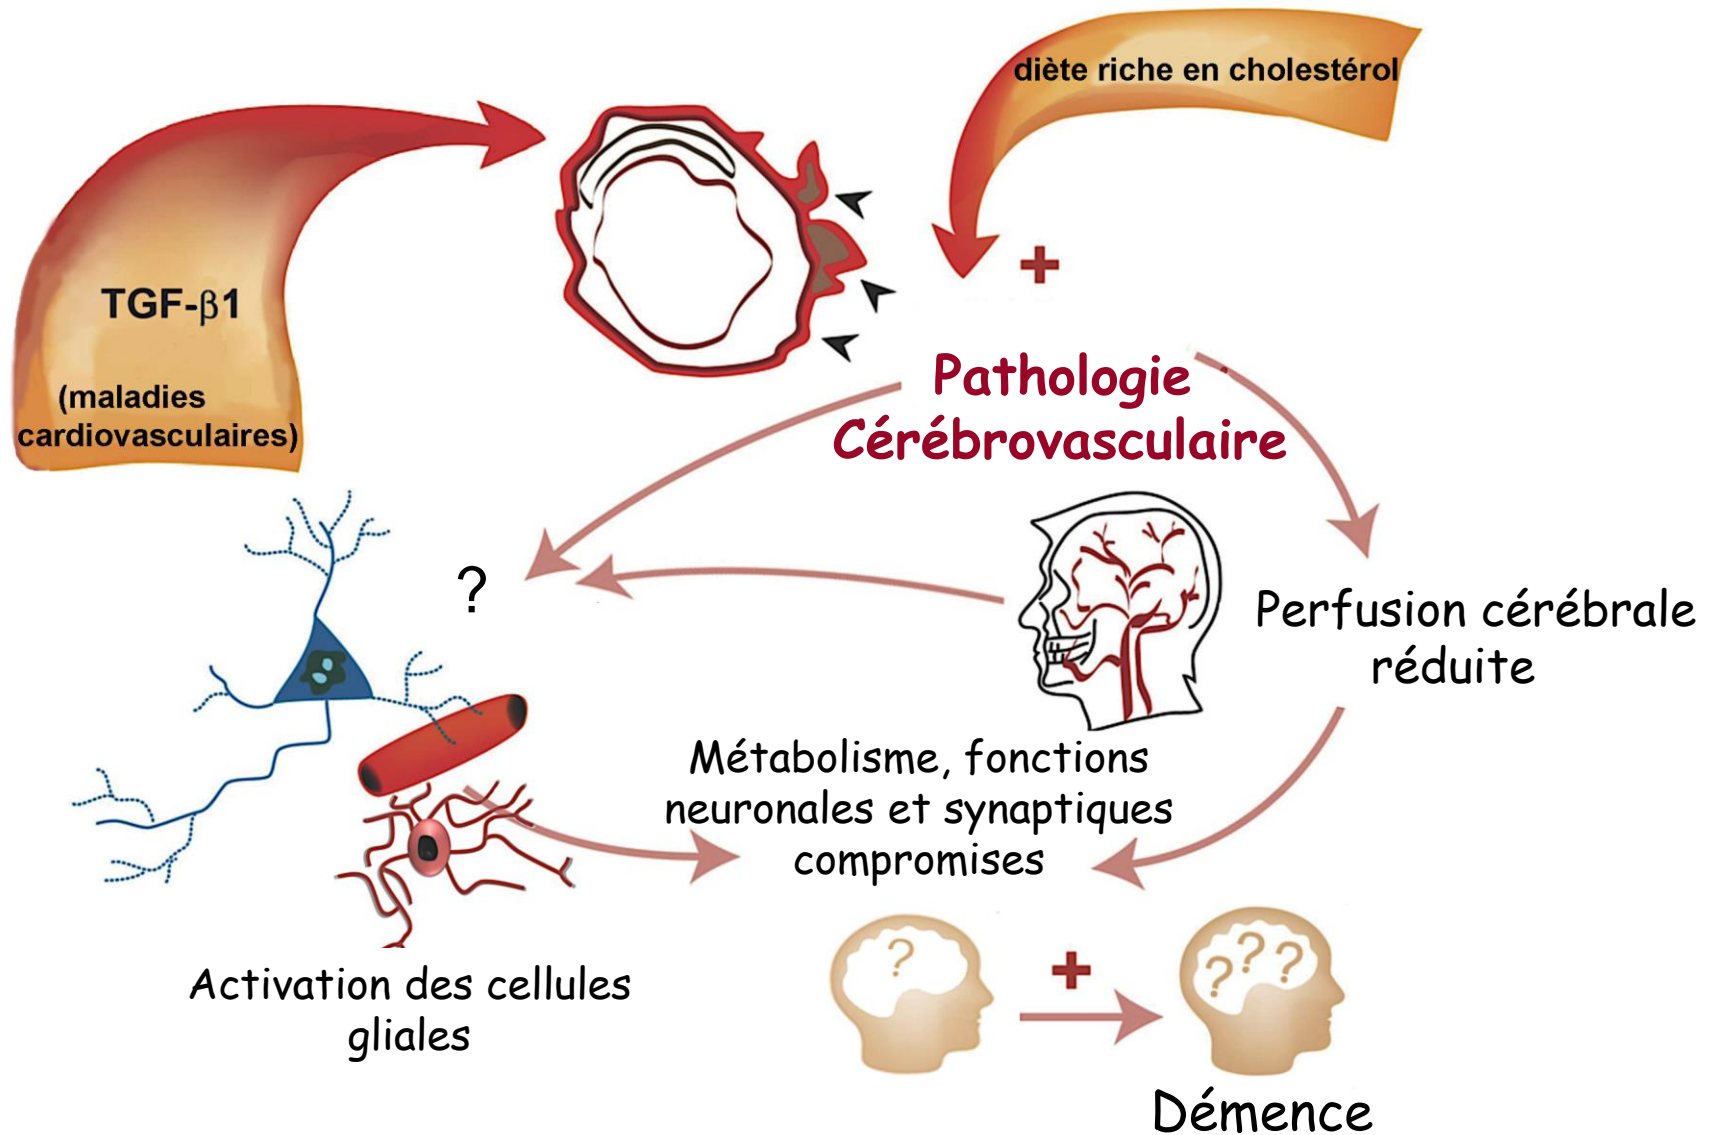 diète riche en cholestérol
TGF-β1
(maladies
cardiovasculaires)
+
Pathologie
Cérébrovasculaire
?
Perfusion cérébrale
réduite
Métabolisme, fonctions
neuronales et synaptiques
compromises
Activation des cellules
gliales
?
+
? ? ?
Démence